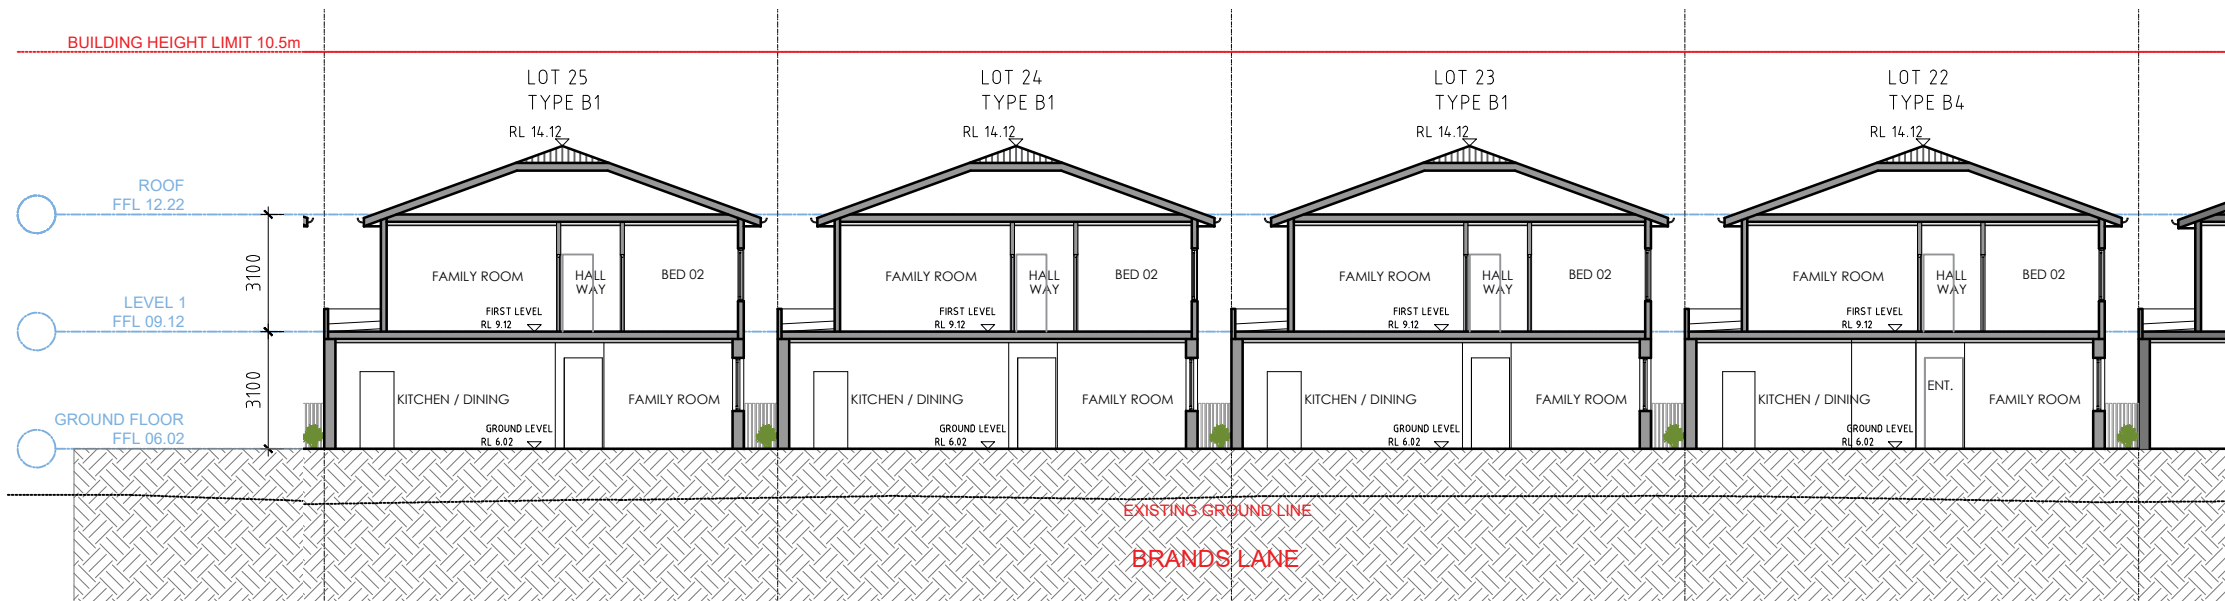 BUILDING HEIGHT LIMIT 10.5m
LOT 25
TYPE B1
RL 14.12
LOT 24
TYPE B1
RL 14.12
LOT 23
TYPE B1
RL 14.12
LOT 22
TYPE B4
RL 14.12
ROOF
FFL 12.22
3100
LEVEL 1
FFL 09.12
3100
GROUND FLOOR
FFL 06.02
FAMILY ROOM
HALL
WAY
BED 02
FIRST LEVEL
RL 9.12
KITCHEN / DINING
FAMILY ROOM
GROUND LEVEL
RL 6.02
FAMILY ROOM
HALL
WAY
BED 02
FIRST LEVEL
RL 9.12
KITCHEN / DINING
FAMILY ROOM
GROUND LEVEL
RL 6.02
FAMILY ROOM
HALL
WAY
BED 02
FIRST LEVEL
RL 9.12
KITCHEN / DINING
FAMILY ROOM
GROUND LEVEL
RL 6.02
FAMILY ROOM
HALL
WAY
BED 02
FIRST LEVEL
RL 9.12
KITCHEN / DINING
ENT.
FAMILY ROOM
GROUND LEVEL
RL 6.02
EXISTING GROUND LINE
BRANDS LANE